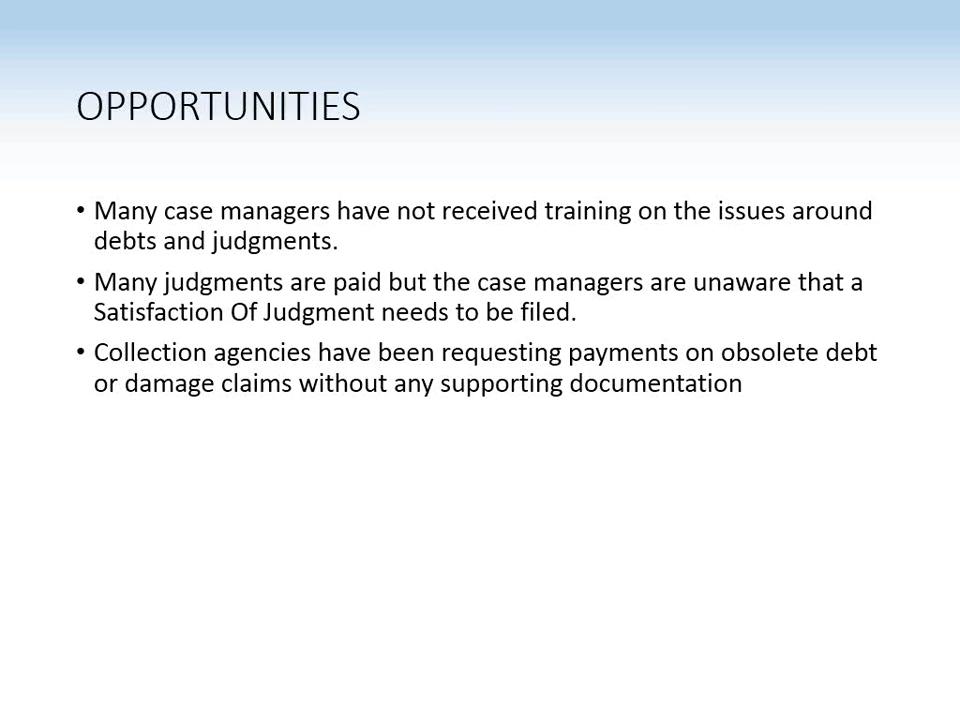 OPPORTUNITIES
• Many case managers have not received training on the issues around
debts and judgments.
• Many judgments are paid but the case managers are unaware that a
Satisfaction Of Judgment needs to be filed.
• Collection agencies have been requesting payments on obsolete debt
or damage claims without any supporting documentation